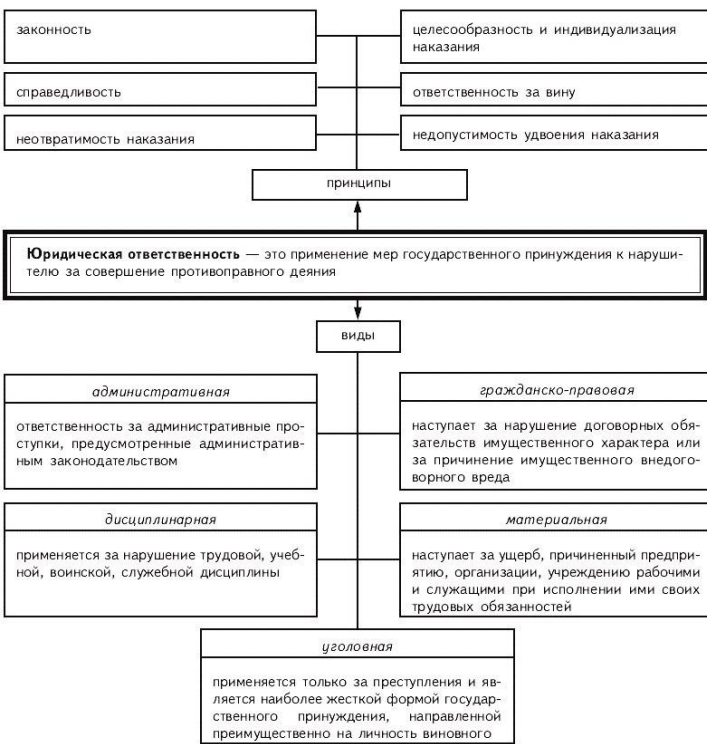 законность
целесообразность и индивидуализация
наказания
справедливость
ответственность за вину
неотвратимость наказания
недопустимость удвоения наказания
принципы
Юридическая ответственность — это применение мер государственного принуждения к наруши-
телю за совершение противоправного деяния
виды
административная
ответственность за административные про-
ступки, предусмотренные административ-
ным законодательством
гражданско-правовая
наступает за нарушение договорных обя-
зательств имущественного характера или
за причинение имущественного внедого-
ворного вреда
дисциплинарная
применяется за нарушение трудовой, учеб-
ной, воинской, служебной дисциплины
материальная
наступает за ущерб, причиненный предпри-
ятию, организации, учреждению рабочими
и служащими при исполнении ими своих
трудовых обязанностей
уголовная
применяется только за преступления и яв-
ляется наиболее жесткой формой государ-
ственного принуждения, направленной
преимущественно на личность виновного